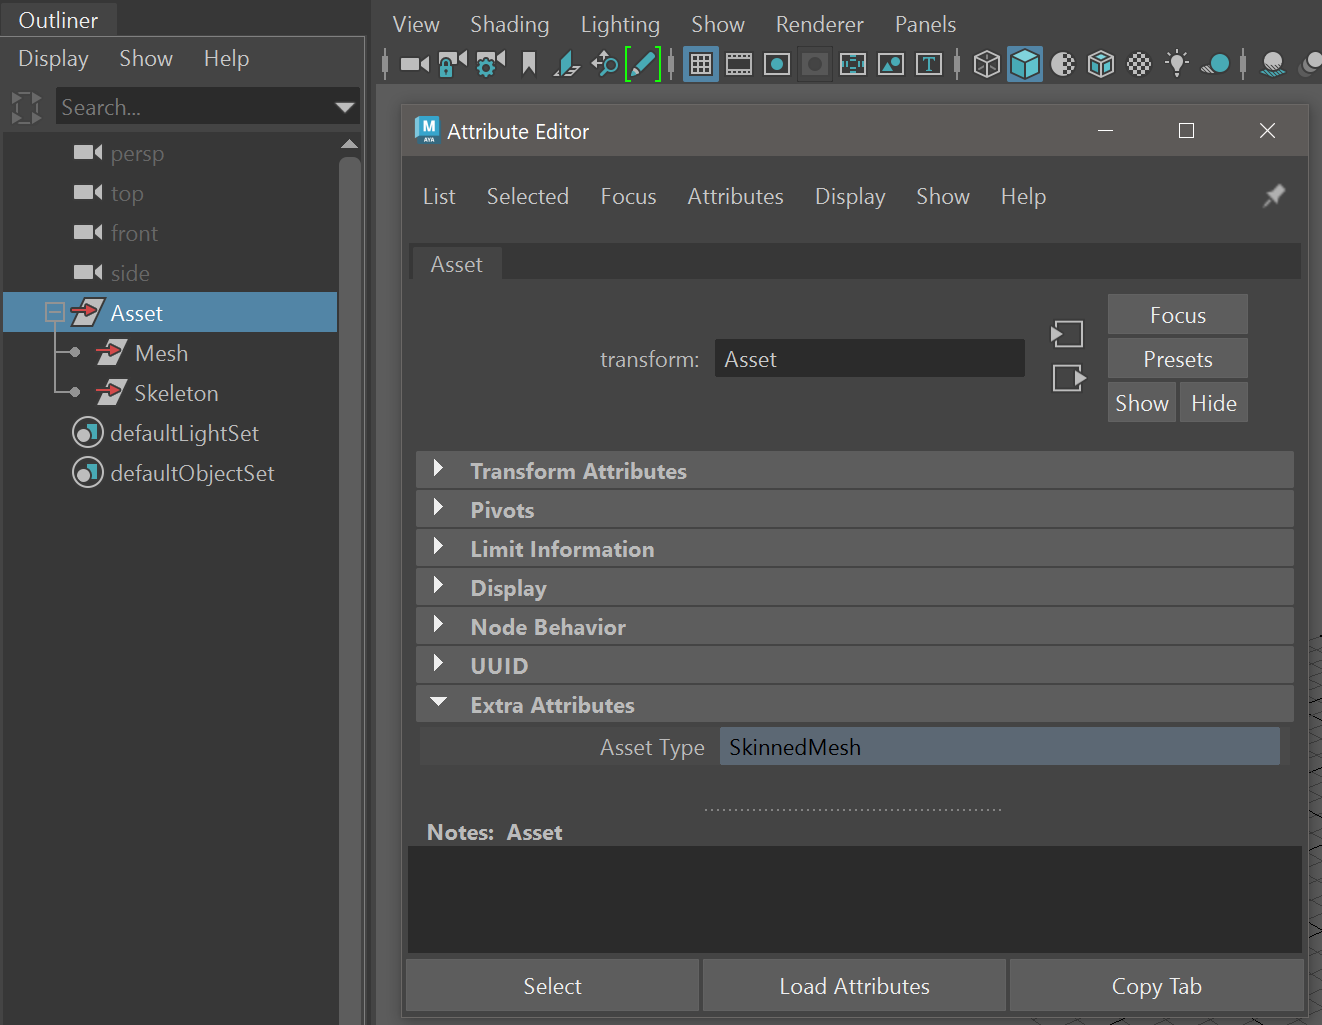 Outliner
Display Show Help
Search...
persp
top
front
side
Asset
Mesh
Skeleton
defaultLightSet
defaultObjectSet
View Shading Lighting Show Renderer Panels
T
M
AYA
Attribute Editor
List Selected Focus Attributes Display Show Help
Asset
transform: Asset
Focus
Presets
Show Hide
Transform Attributes
Pivots
Limit Information
Display
Node Behavior
UUID
Extra Attributes
Asset Type SkinnedMesh
Notes: Asset
Select Load Attributes Copy Tab